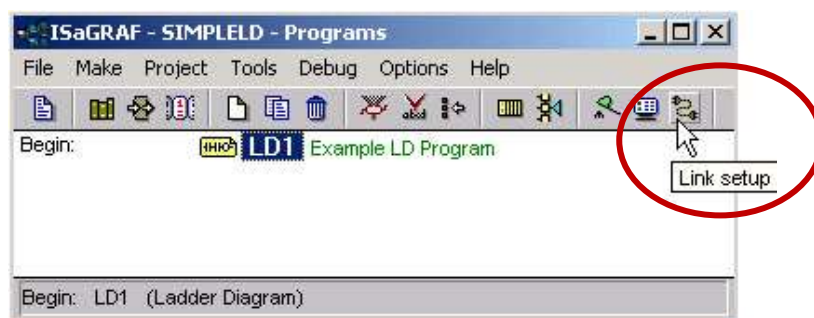 ISaGRAF - SIMPLELD - Programs
File Make Project Tools Debug Options Help
Begin: LD1 Example LD Program
Link setup
Begin: LD1 (Ladder Diagram)